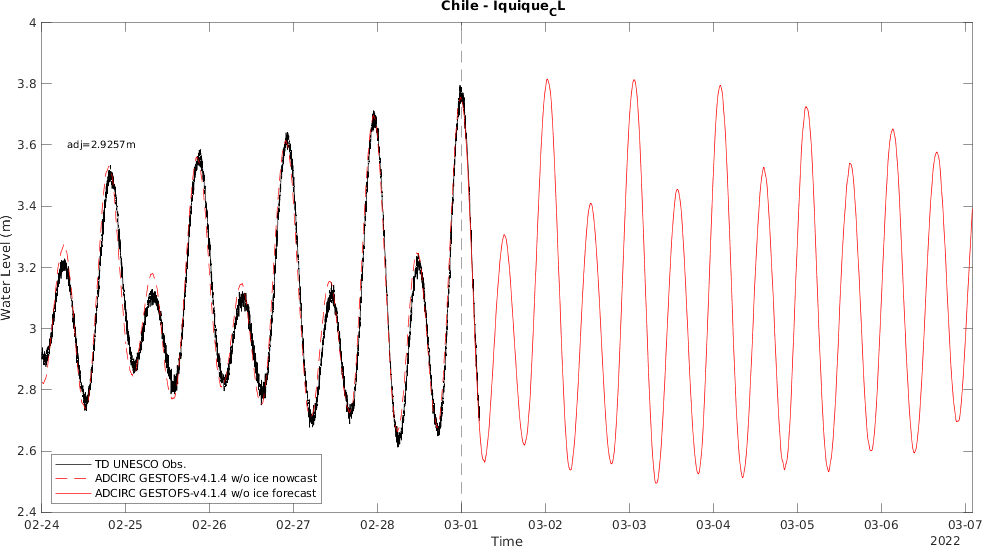 Chile - Iquique_CL
4
3.8
3.6
3.4
3.2
3
2.8
2.6
2.4
Water Level (m)
adj=2.9257m
TD UNESCO Obs.
ADCIRC GESTOFS-v4.1.4 w/o ice nowcast
ADCIRC GESTOFS-v4.1.4 w/o ice forecast
02-24 02-25 02-26 02-27 02-28 03-01 03-02 03-03 03-04 03-05 03-06 03-07
Time
2022